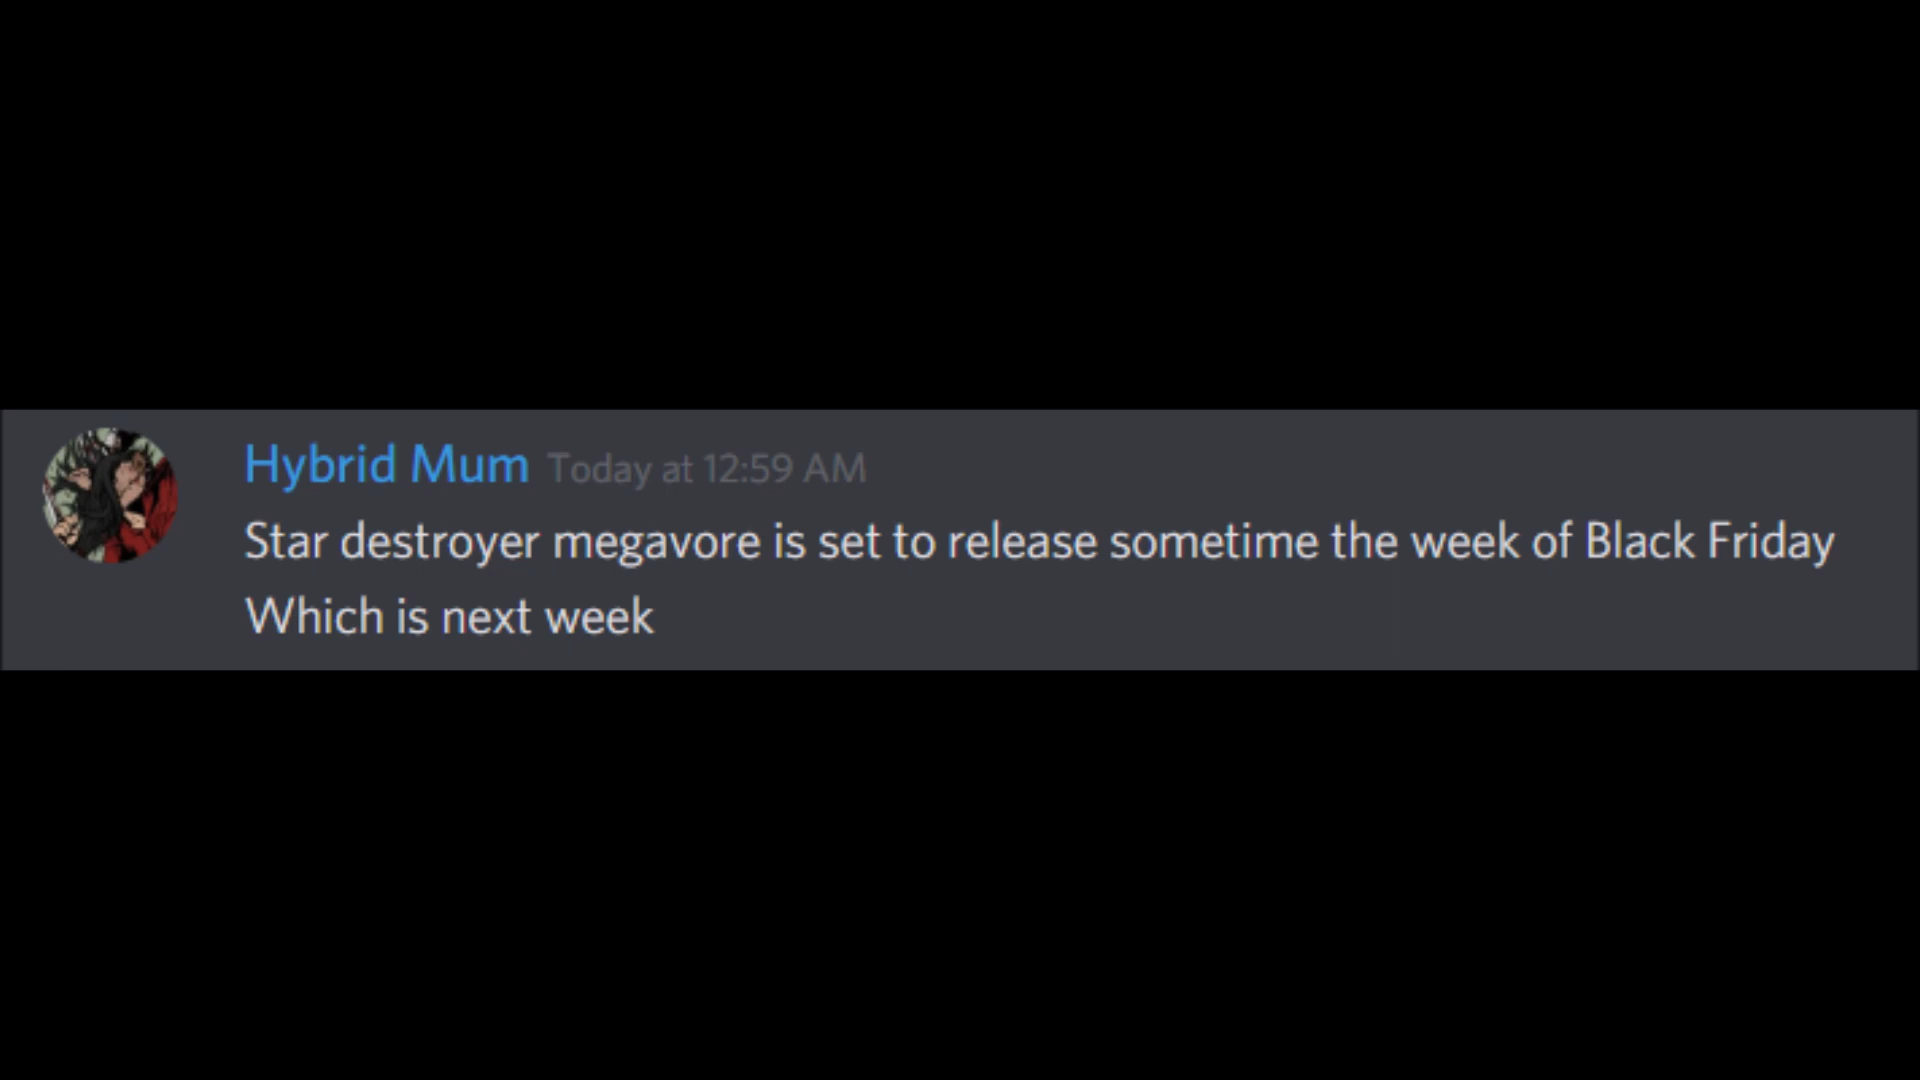 Hybrid Mum Today at 12:59 AM
Star destroyer megavore is set to release sometime the week of Black Friday
Which is next week